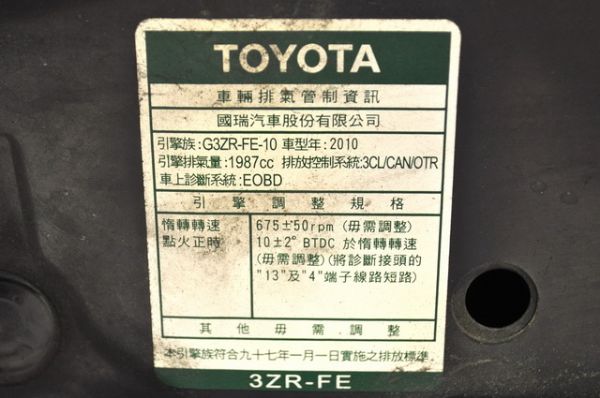 TOYOTA
車輛排氣管制資訊
國瑞汽車股份有限公司
引擎族:G3ZR-FE-10 車型年:2010
引擎排氣量:1987cc 排放控制系統:3CL/CAN/OTR
車上診斷系統:EOBD
引擎調整規格
惰轉轉速 675±50rpm (毋需調整)
點火正時 10±2° BTDC 於惰轉轉速
(毋需調整)(將診斷接頭的
"13"及"4"端子線路短路)
其他毋需調整
本引擎族符合九十七年一月一日實施之排放標準.
3ZR-FE